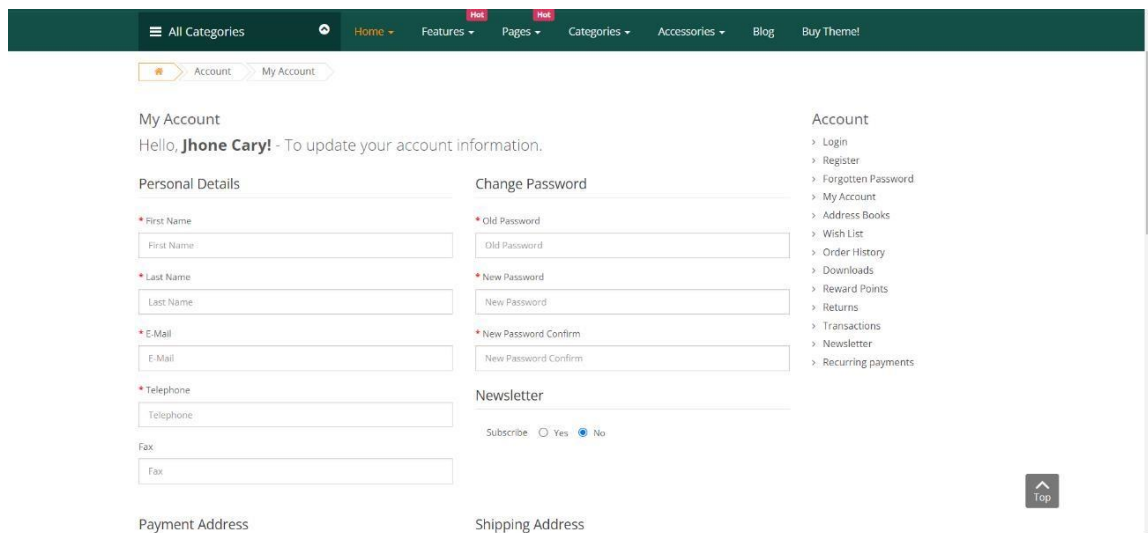 Hot Hot
All Categories Home Features Pages Categories Accessories Blog Buy Theme!
Account My Account
My Account
Hello, Jhone Cary! - To update your account information.
Personal Details
* First Name
First Name
* Last Name
Last Name
* E-Mail
E-Mail
* Telephone
Telephone
Fax
Fax
Change Password
* Old Password
Old Password
* New Password
New Password
* New Password Confirm
New Password Confirm
Newsletter
Subscribe Yes No
Account
Login
Register
Forgotten Password
My Account
Address Books
Wish List
Order History
Downloads
Reward Points
Returns
Transactions
Newsletter
Recurring payments
Top
Payment Address
Shipping Address